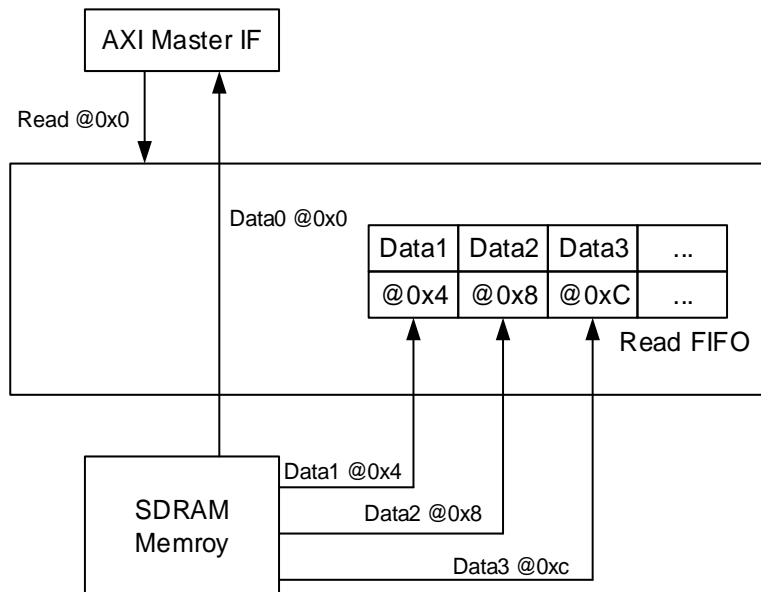 AXI Master IF
Read @0x0
Data0 @0x0
Data1 Data2 Data3 ...
@0x4 @0x8 @0xC ...
Read FIFO
Data1 @0x4
SDRAM
Data2 @0x8
Memroy
Data3 @0xc